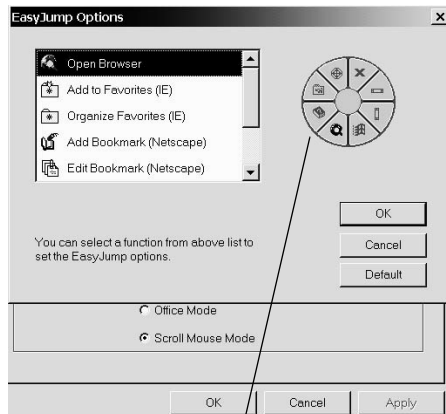 EasyJump Options
Open Browser
Add to Favorites (IE)
Organize Favorites (IE)
Add Bookmark (Netscape)
Edit Bookmark (Netscape)
OK
You can select a function from above list to
set the EasyJump options.
Cancel
Default
Office Mode
Scroll Mouse Mode
OK
Cancel
Apply